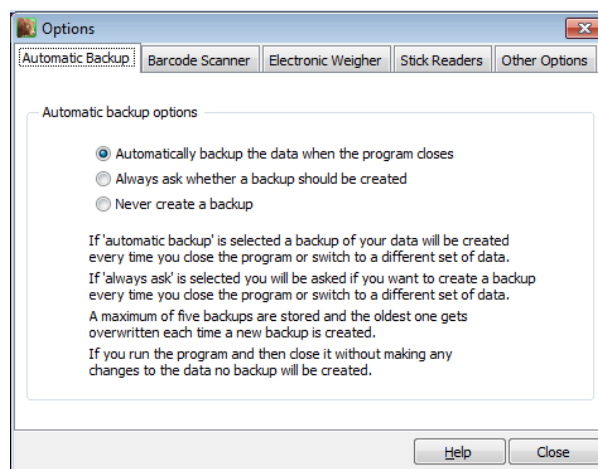 Options
Automatic Backup
Barcode Scanner
Electronic Weigher
Stick Readers
Other Options
Automatic backup options
Automatically backup the data when the program closes
Always ask whether a backup should be created
Never create a backup
If 'automatic backup' is selected a backup of your data will be created
every time you close the program or switch to a different set of data.
If 'always ask' is selected you will be asked if you want to create a backup
every time you close the program or switch to a different set of data.
A maximum of five backups are stored and the oldest one gets
overwritten each time a new backup is created.
If you run the program and then close it without making any
changes to the data no backup will be created.
Help
Close